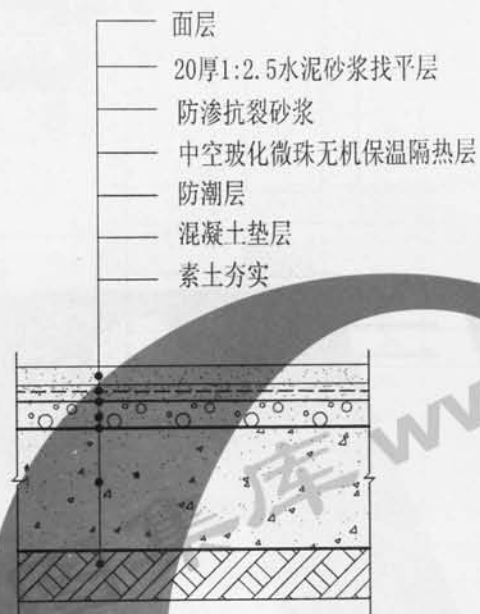 面层
20厚1:2.5水泥砂浆找平层
防渗抗裂砂浆
中空玻化微珠无机保温隔热层
防潮层
混凝土垫层
素土夯实
库 wv